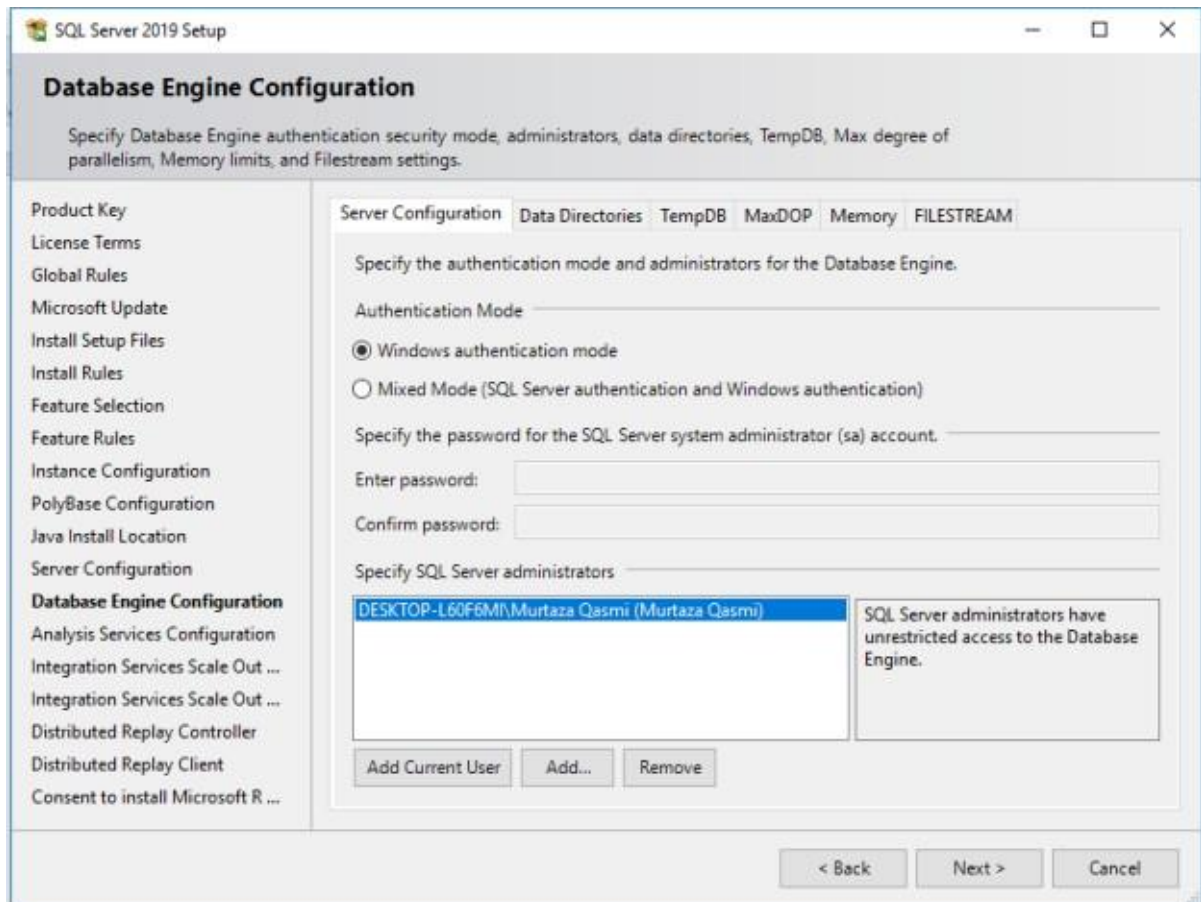 SQL Server 2019 Setup
Database Engine Configuration
Specify Database Engine authentication security mode, administrators, data directories, TempDB, Max degree of
parallelism, Memory limits, and Filestream settings.
Product Key
License Terms
Global Rules
Microsoft Update
Install Setup Files
Install Rules
Feature Selection
Feature Rules
Instance Configuration
PolyBase Configuration
Java Install Location
Server Configuration
Database Engine Configuration
Analysis Services Configuration
Integration Services Scale Out ...
Integration Services Scale Out ...
Distributed Replay Controller
Distributed Replay Client
Consent to install Microsoft R ...
Server Configuration Data Directories TempDB MaxDOP Memory FILESTREAM
Specify the authentication mode and administrators for the Database Engine.
Authentication Mode
Windows authentication mode
Mixed Mode (SQL Server authentication and Windows authentication)
Specify the password for the SQL Server system administrator (sa) account.
Enter password:
Confirm password:
Specify SQL Server administrators
DESKTOP-L60F6MI\Murtaza Qasmi (Murtaza Qasmi)
SQL Server administrators have
unrestricted access to the Database
Engine.
Add Current User Add... Remove
< Back Next > Cancel